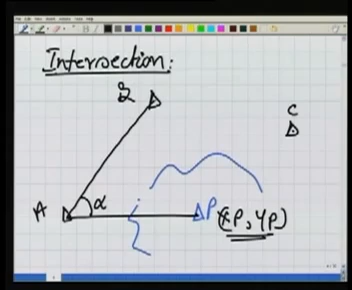 Intersection:
B
C
A α P (xP, yP)